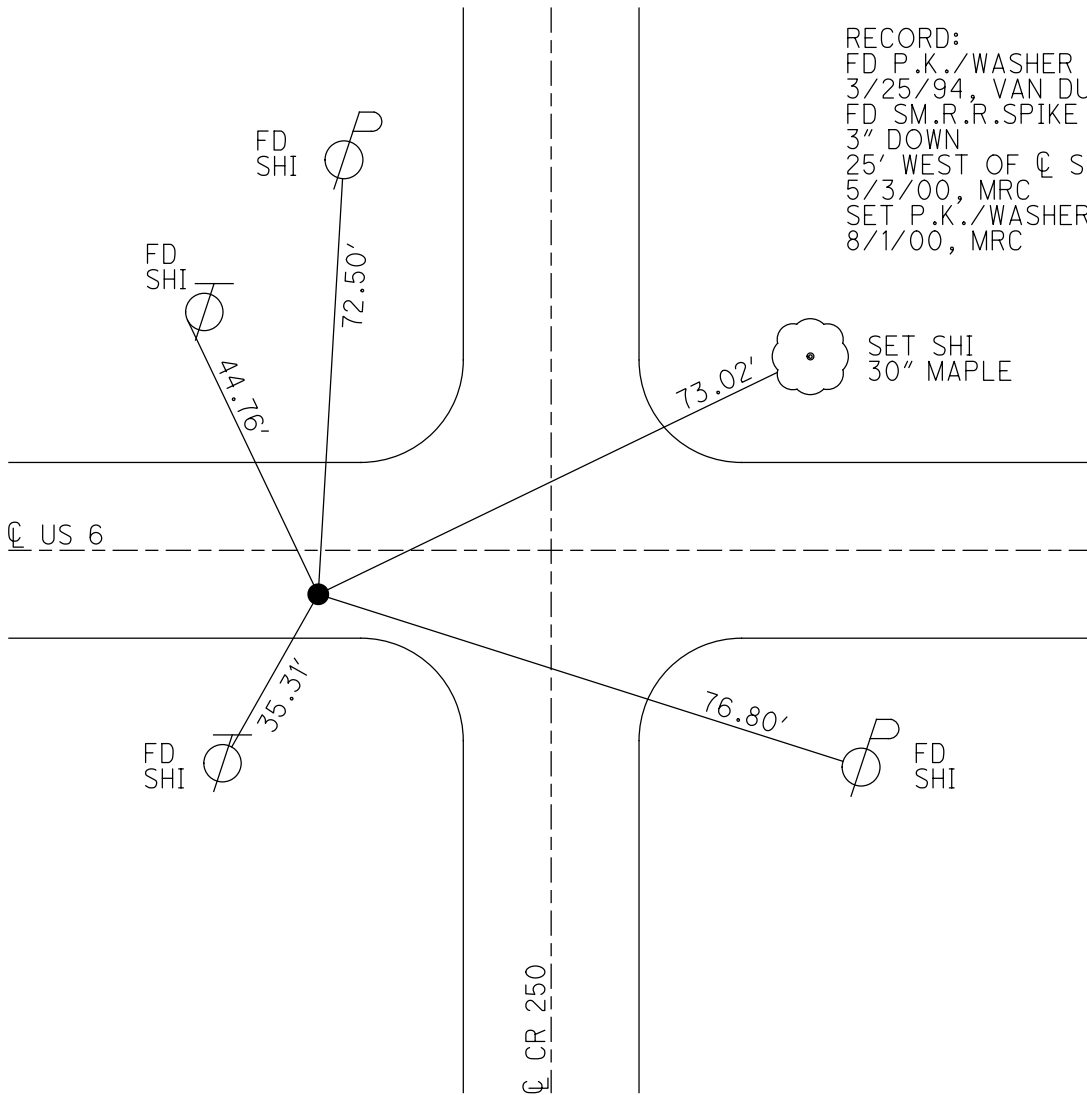 RECORD:
FD P.K./WASHER
3/25/94, VAN
FD SM.R.R.SPIKE
3" DOWN
25' WEST OF ℄
5/3/00, MRC
SET P.K./WASHER
8/1/00, MRC
FD
SHI
FD
SHI
72.50'
44.76'
73.02'
SET SHI
30" MAPLE
℄ US 6
35.31'
76.80'
FD
SHI
FD
SHI
℄ CR 250